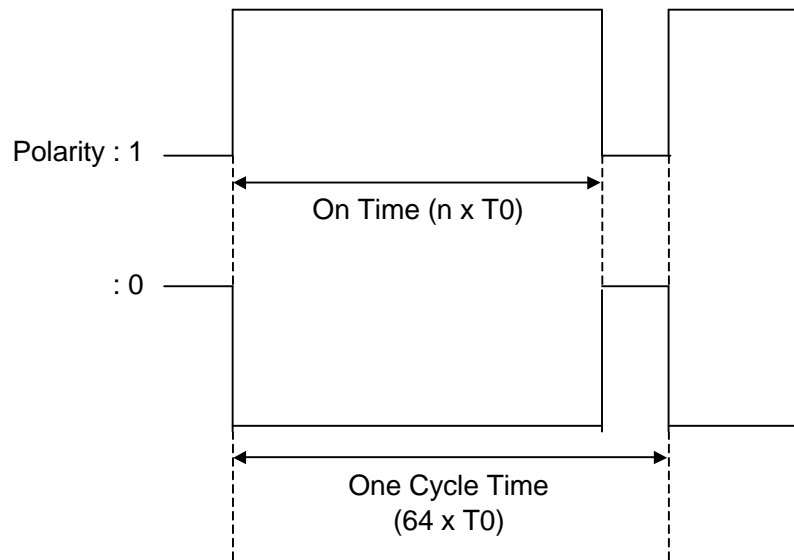 Polarity : 1
On Time (n x T0)
: 0
One Cycle Time
(64 x T0)